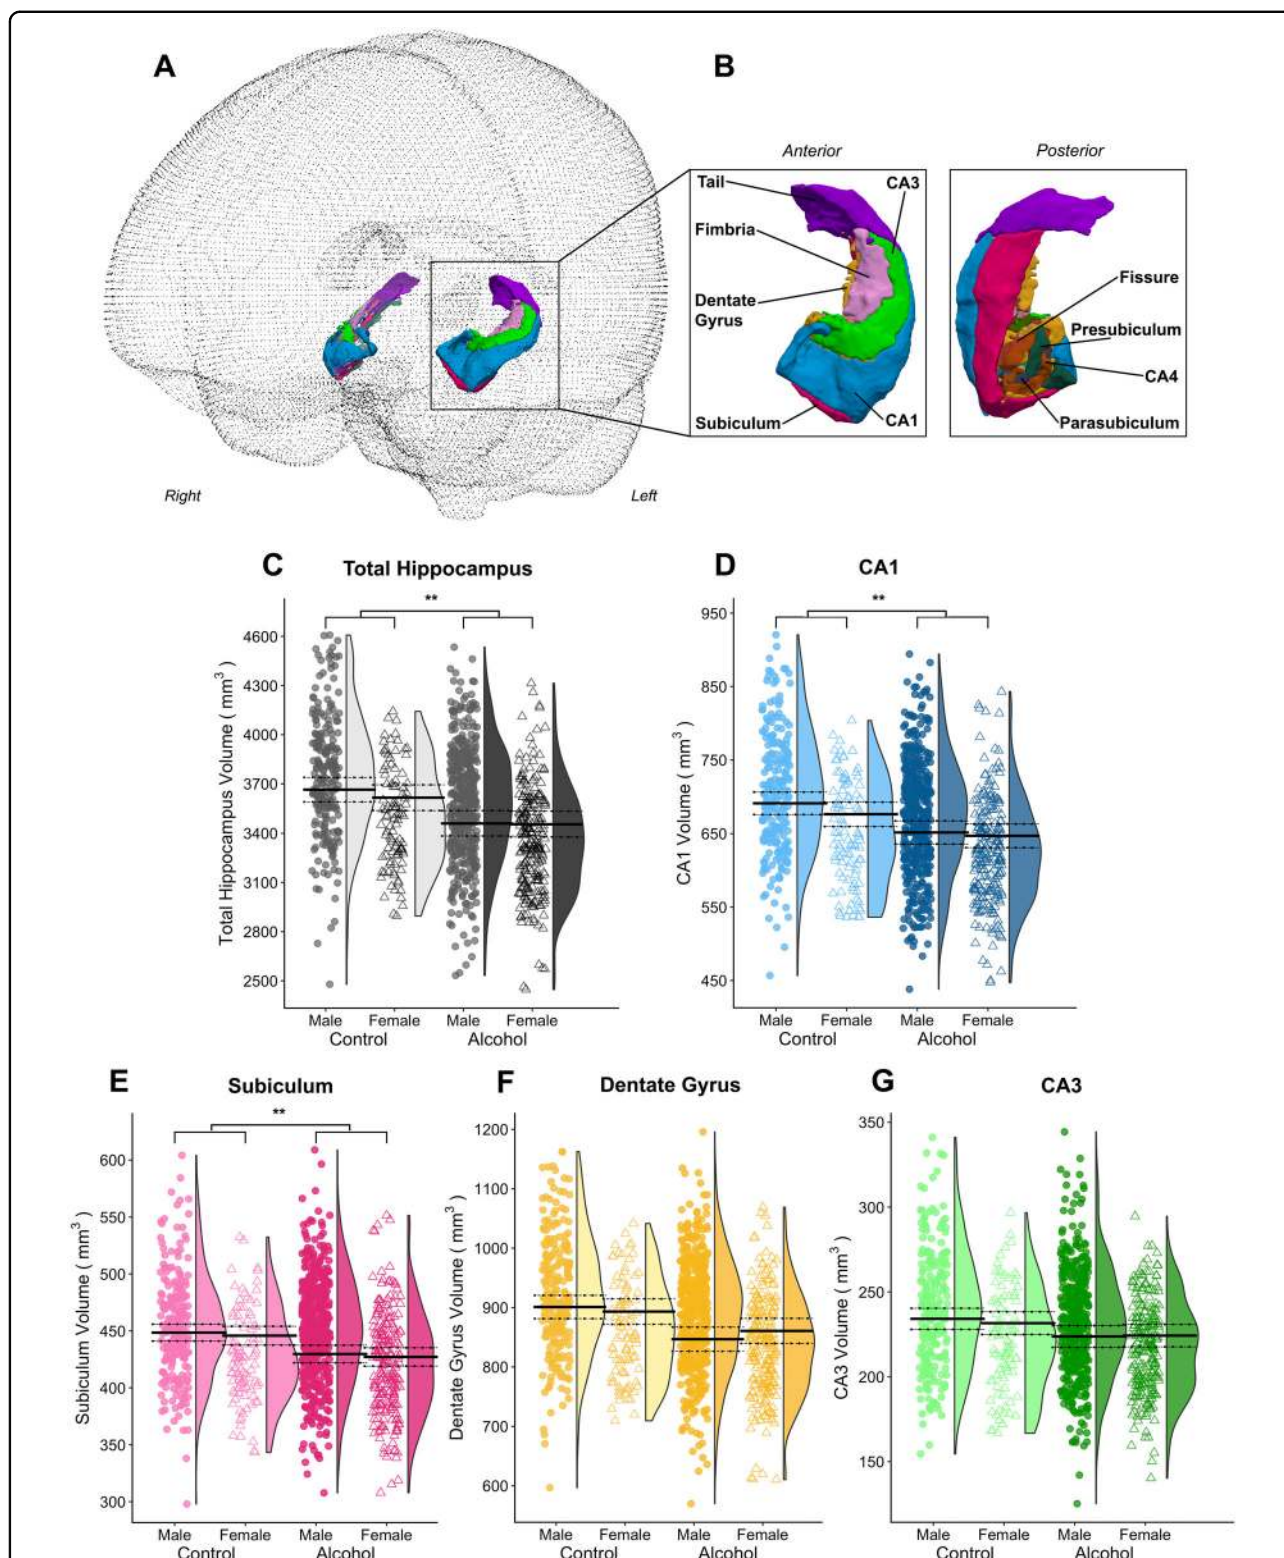 A
B
Anterior
Posterior
Tail
CA3
Fimbria
Dentate
Gyrus
Subiculum
CA1
Fissure
Presubiculum
CA4
Parasubiculum
Right
Left
C
Total Hippocampus
**
Total Hippocampus Volume ( mm³ )
4600
4300
4000
3700
3400
3100
2800
2500
Male Female Male Female
Control Alcohol
D
CA1
**
CA1 Volume ( mm³ )
950
850
750
650
550
450
Male Female Male Female
Control Alcohol
E
Subiculum
**
Subiculum Volume ( mm³ )
600
550
500
450
400
350
300
Male Female Male Female
Control Alcohol
F
Dentate Gyrus
Dentate Gyrus Volume ( mm³ )
1200
1100
1000
900
800
700
600
Male Female Male Female
Control Alcohol
G
CA3
CA3 Volume ( mm³ )
350
300
250
200
150
Male Female Male Female
Control Alcohol